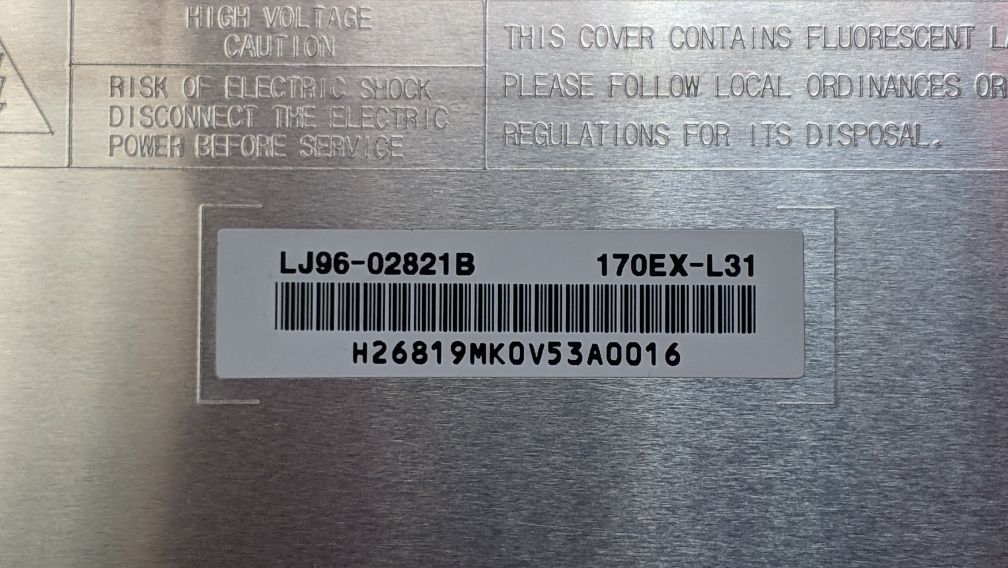 HIGH VOLTAGE
CAUTION
RISK OF ELECTRIC SHOCK
DISCONNECT THE ELECTRIC
POWER BEFORE SERVICE
THIS COVER CONTAINS FLUORESCENT
PLEASE FOLLOW LOCAL ORDINANCES OR
REGULATIONS FOR ITS DISPOSAL.
LJ96-02821B 170EX-L31
H26819MK0V53A0016